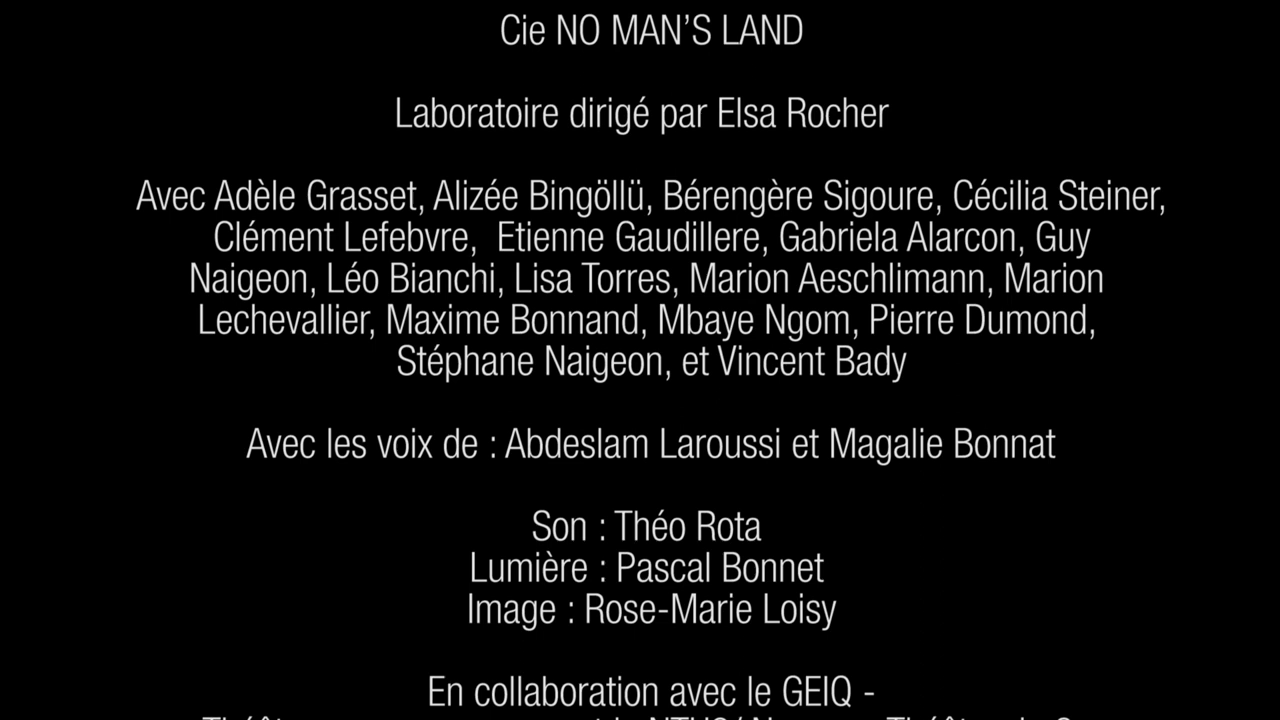 Cie NO MAN’S LAND
Laboratoire dirigé par Elsa Rocher
Avec Adèle Grasset, Alizée Bingöllü, Bérengère Sigoure, Cécilia Steiner,
Clément Lefebvre, Etienne Gaudillere, Gabriela Alarcon, Guy
Naigeon, Léo Bianchi, Lisa Torres, Marion Aeschlimann, Marion
Lechevallier, Maxime Bonnand, Mbaye Ngom, Pierre Dumond,
Stéphane Naigeon, et Vincent Bady
Avec les voix de : Abdeslam Laroussi et Magalie Bonnat
Son : Théo Rota
Lumière : Pascal Bonnet
Image : Rose-Marie Loisy
En collaboration avec le GEIQ -